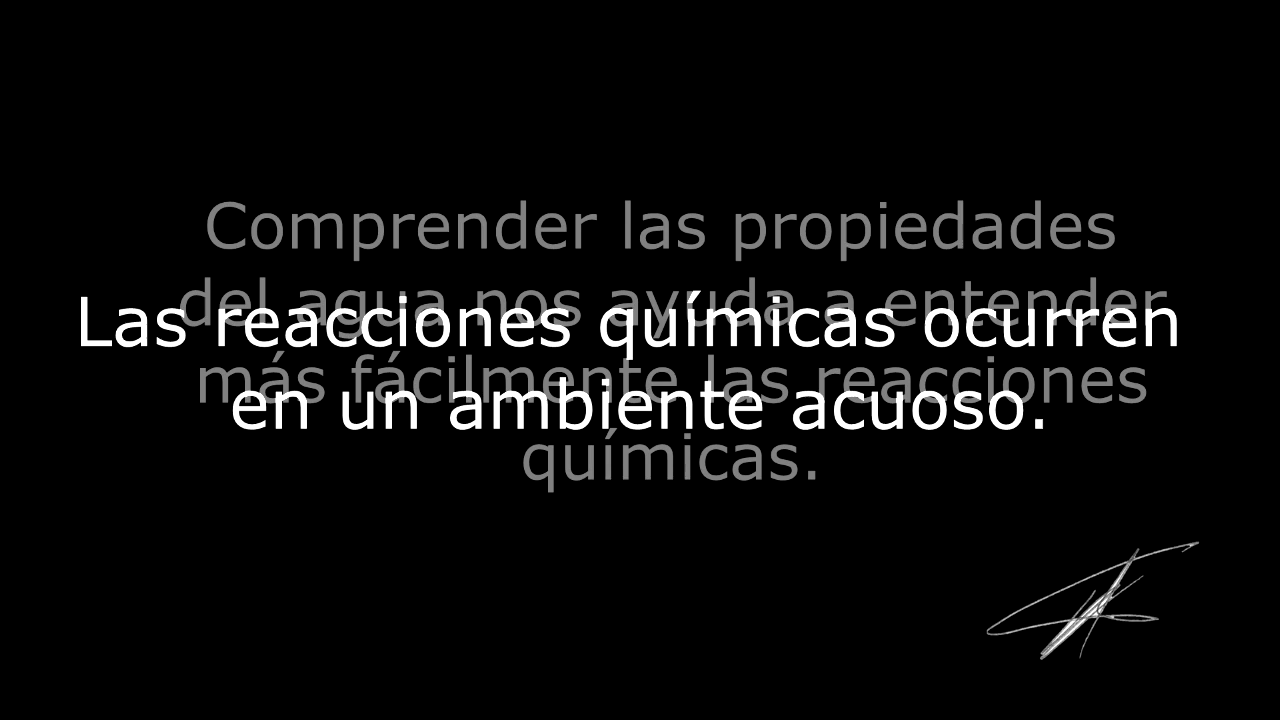 Comprender las propiedades
del agua nos ayuda a entender
más fácilmente las reacciones
químicas.
Las reacciones químicas ocurren
en un ambiente acuoso.